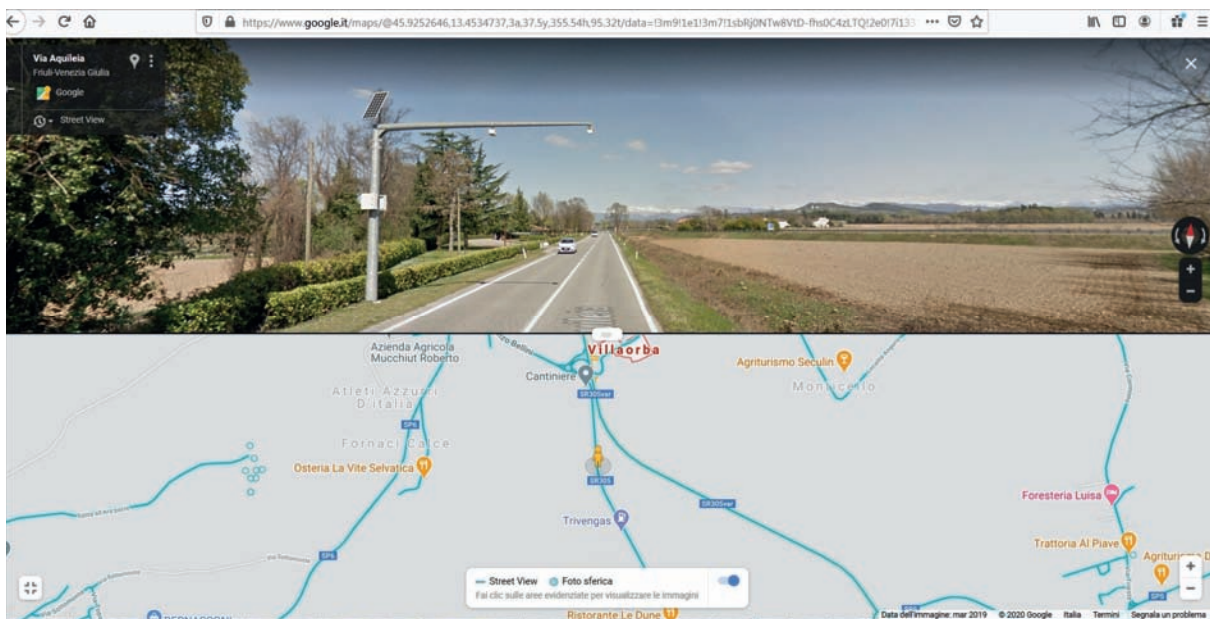 https://www.google.it/maps/@45.9252646,13.4534737,3a,37.5y,355.54h,95.32t/data=!3m9!1e1!3m7!1sbRj0NTw8VtD-fhs0C4zLTQ!2e0!7i133
Via Aquileia
Friuli-Venezia Giulia
Google
Street View
Villaorba
Azienda Agricola
Mucchiut Roberto
Cantiniere
Agriturismo Seculin
Monticello
SR305var
Atleti Azzurri
D'italia
SP6
Fornaci Calce
Osteria La Vite Selvatica
SR305
SR305var
Foresteria Luisa
Trivengas
Trattoria Al Piave
SP6
Agriturismo D
SP6
Street View
Foto sferica
Fai clic sulle aree evidenziate per visualizzare le immagini
Ristorante Le Dune
Data dell'immagine: mar 2019 © 2020 Google Italia Termini Segnala un problema